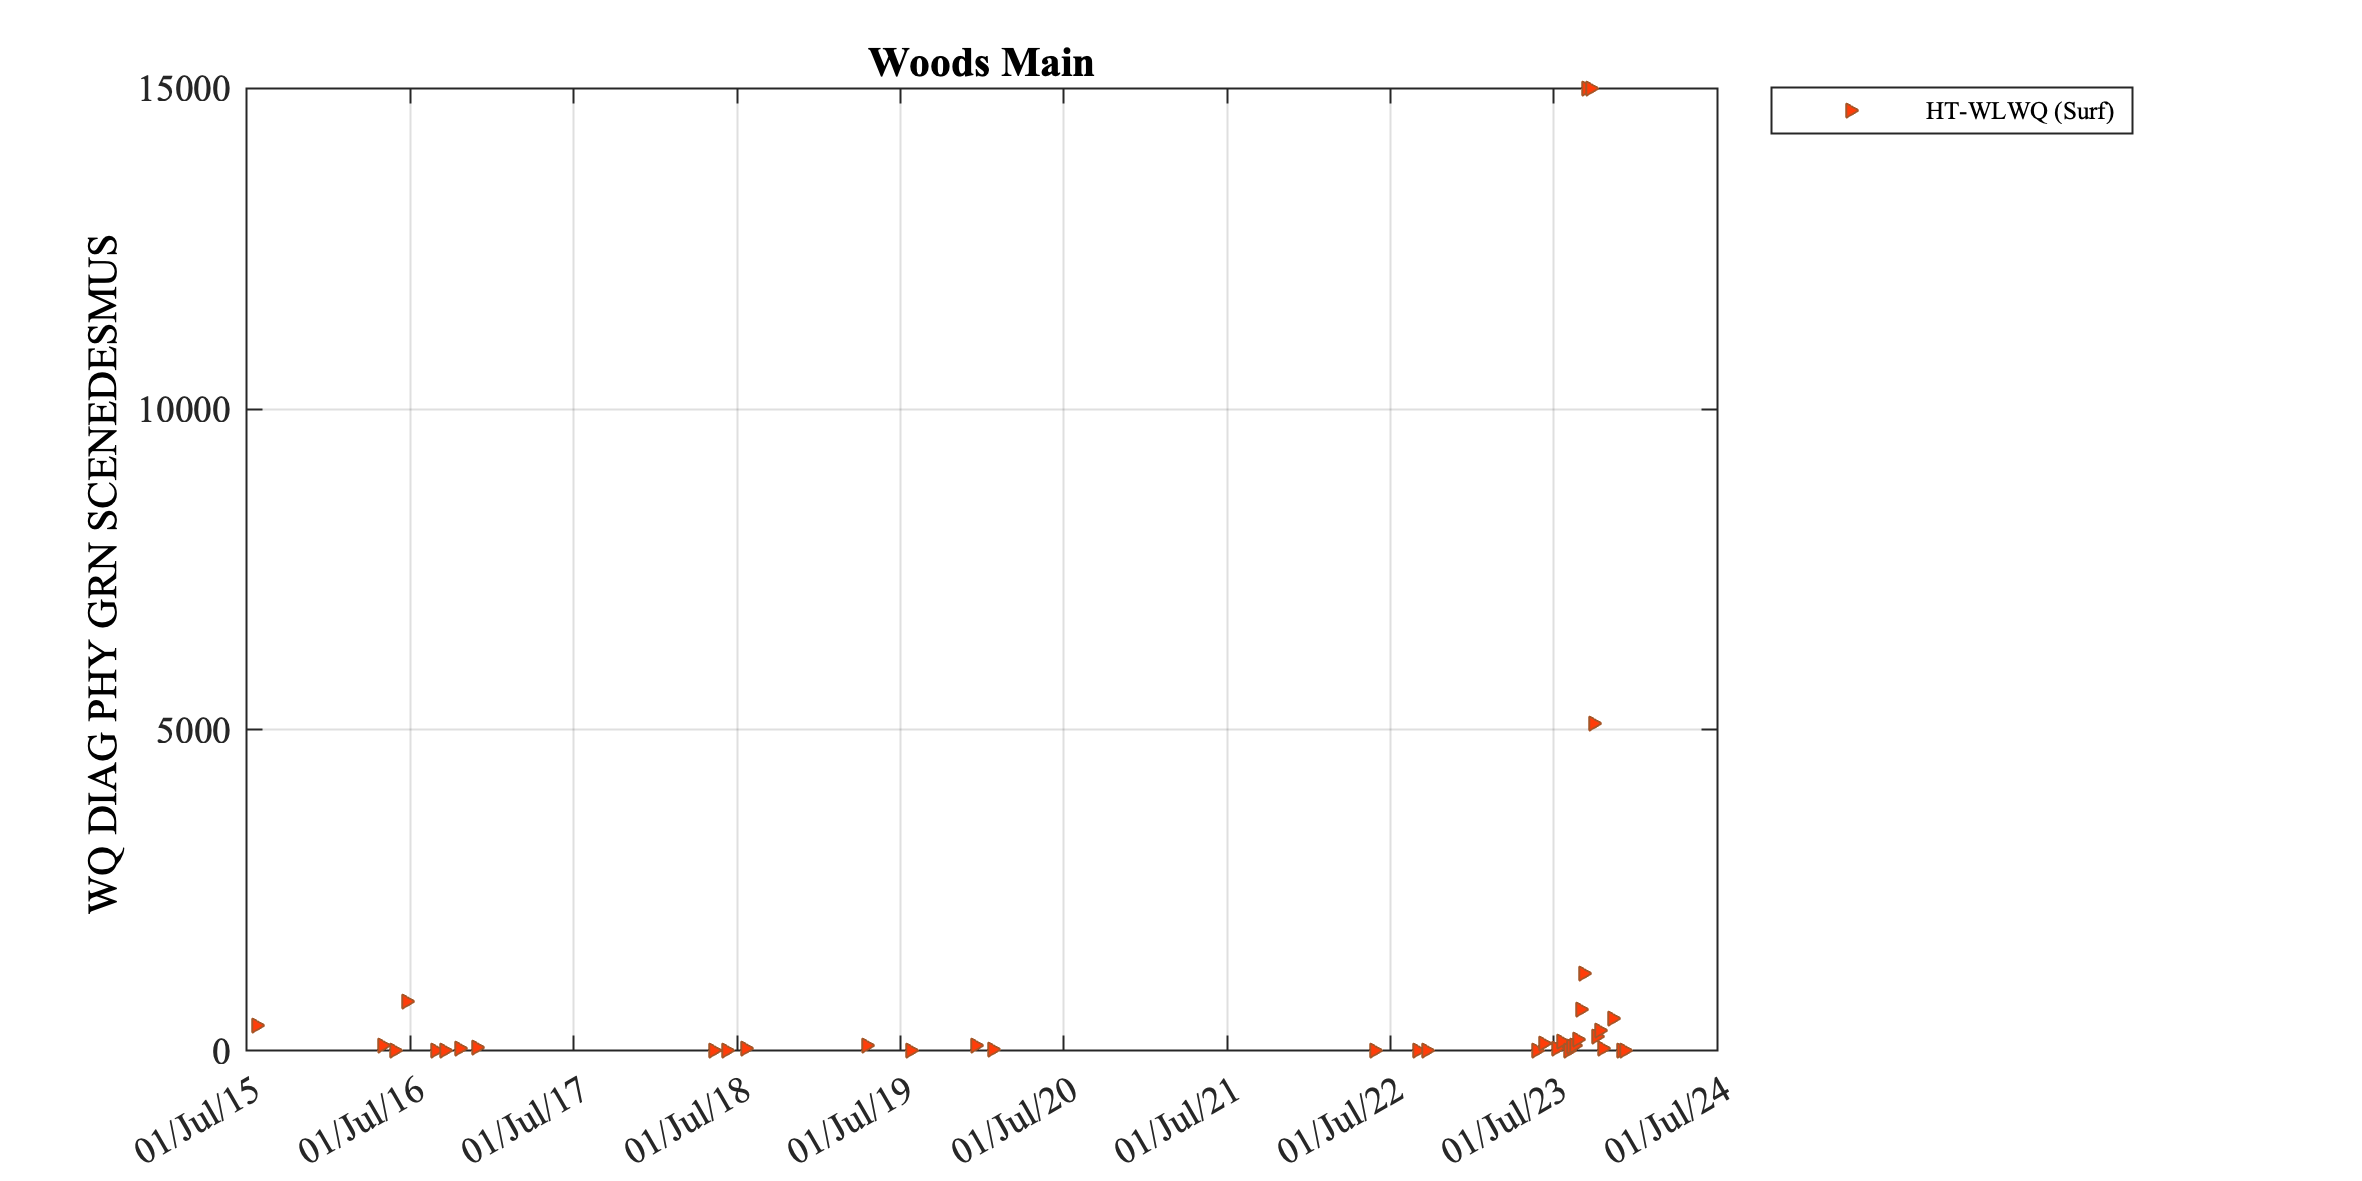 Woods Main
15000
10000
5000
0
WQ DIAG PHY GRN SCENEDESMUS
01/Jul/15
01/Jul/16
01/Jul/17
01/Jul/18
01/Jul/19
01/Jul/20
01/Jul/21
01/Jul/22
01/Jul/23
01/Jul/24
HT-WLWQ (Surf)